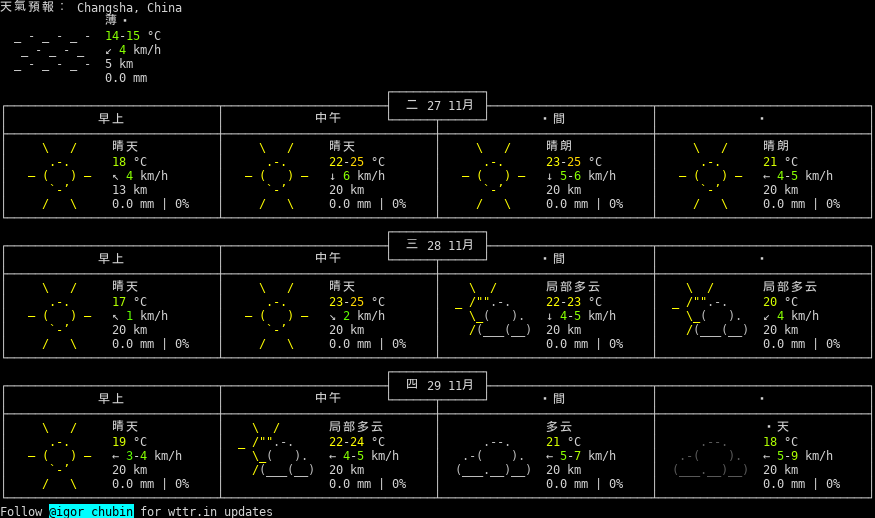 天氣預報： Changsha, China
薄・
14-15 °C
↙ 4 km/h
5 km
0.0 mm
二 27 11月
早上 中午 ・間 ・
晴天 晴天 晴朗 晴朗
18 °C 22-25 °C 23-25 °C 21 °C
↖ 4 km/h ↓ 6 km/h ↓ 5-6 km/h ← 4-5 km/h
13 km 20 km 20 km 20 km
0.0 mm | 0% 0.0 mm | 0% 0.0 mm | 0% 0.0 mm | 0%
三 28 11月
早上 中午 ・間 ・
晴天 晴天 局部多云 局部多云
17 °C 23-25 °C 22-23 °C 20 °C
↖ 1 km/h ↘ 2 km/h ↓ 4-5 km/h ↙ 4 km/h
20 km 20 km 20 km 20 km
0.0 mm | 0% 0.0 mm | 0% 0.0 mm | 0% 0.0 mm | 0%
四 29 11月
早上 中午 ・間 ・
晴天 局部多云 多云 ・天
19 °C 22-24 °C 21 °C 18 °C
← 3-4 km/h ← 4-5 km/h ← 5-7 km/h ← 5-9 km/h
20 km 20 km 20 km 20 km
0.0 mm | 0% 0.0 mm | 0% 0.0 mm | 0% 0.0 mm | 0%
Follow @igor_chubin for wttr.in updates